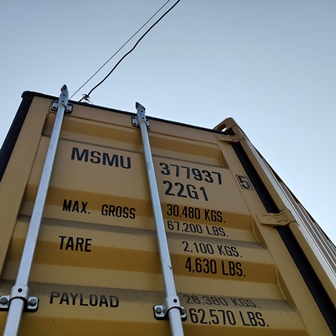 MSMU 377937 5
22G1
MAX. GROSS 30,480 KGS.
67,200 LBS.
TARE 2,100 KGS.
4,630 LBS.
PAYLOAD 28,380 KGS.
62,570 LBS.